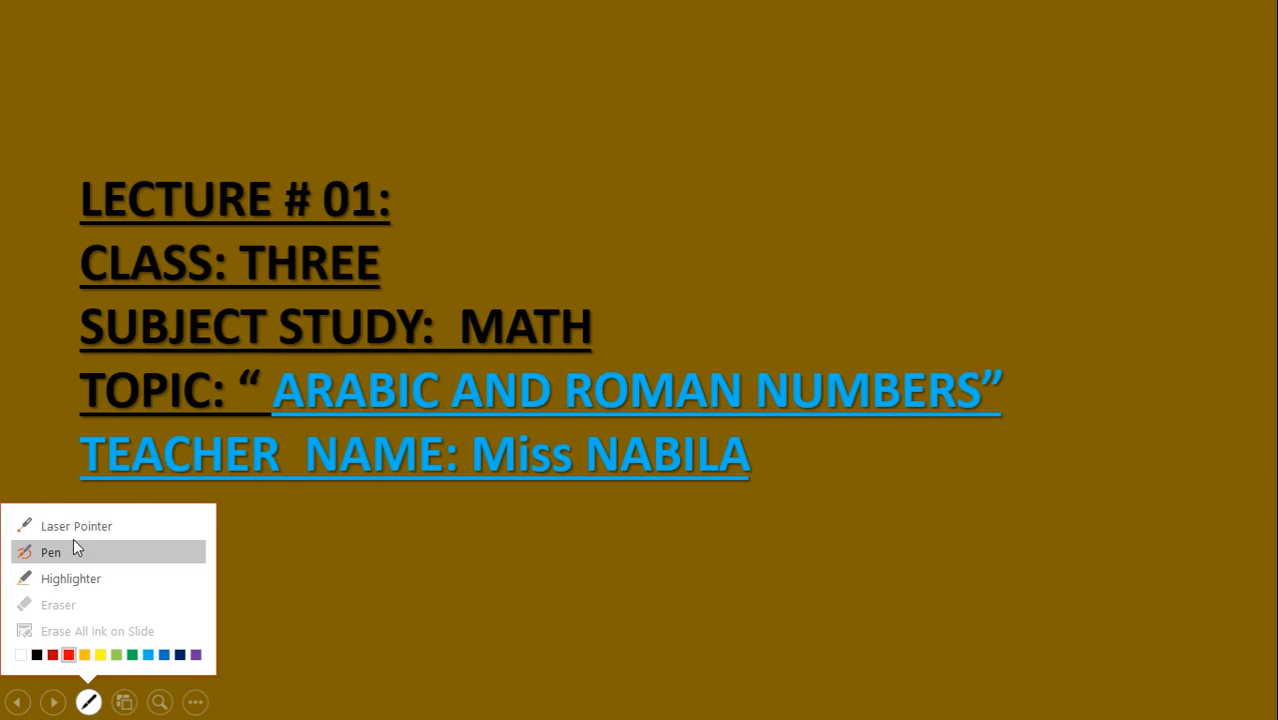 LECTURE # 01:
CLASS: THREE
SUBJECT STUDY:  MATH
TOPIC: “ ARABIC AND ROMAN NUMBERS”
TEACHER  NAME: Miss NABILA
Laser Pointer
Pen
Highlighter
Eraser
Erase All Ink on Slide